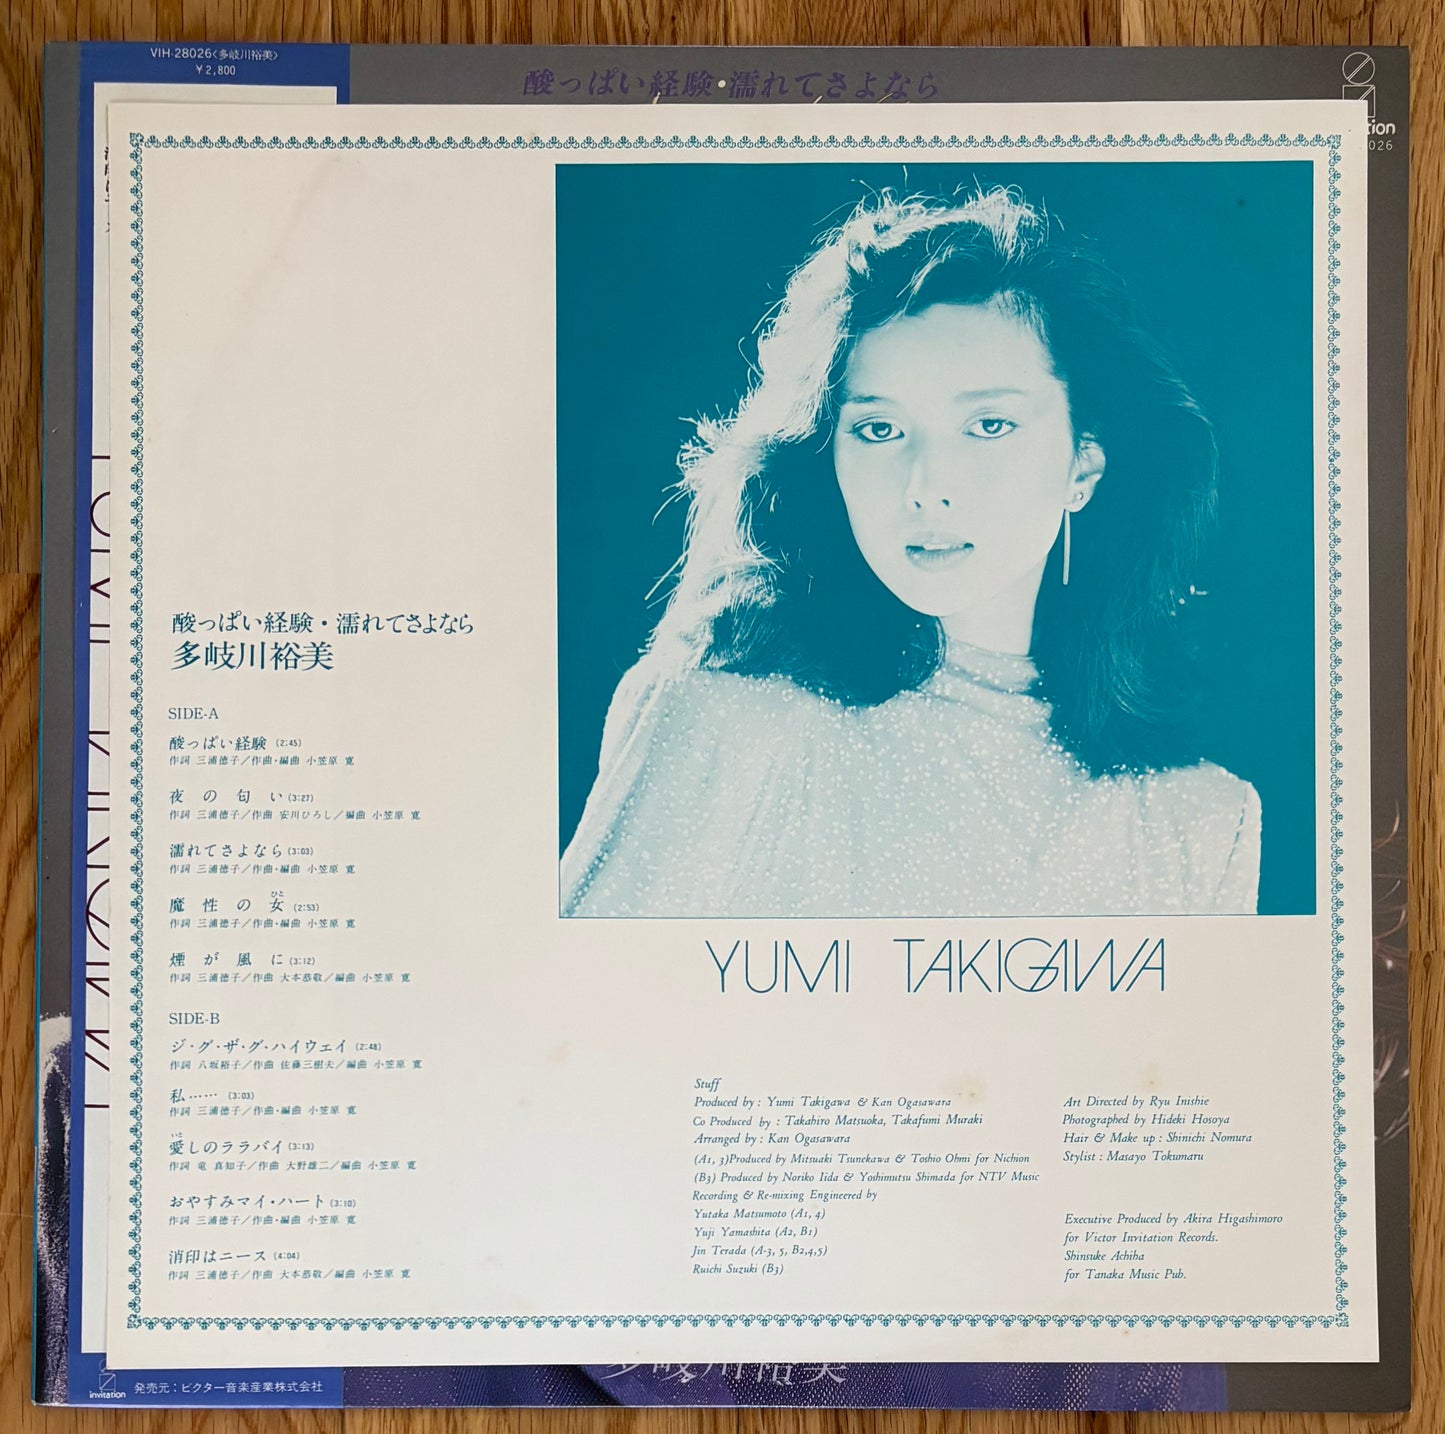 VIH-28026<多岐川裕美>
¥2,800
酸っぱい経験・濡れてさよなら
026
酸っぱい経験・濡れてさよなら
多岐川裕美
SIDE-A
酸っぱい経験 (2:45)
作詞 三浦徳子/作曲・編曲 小笠原 寛
夜の匂い (3:27)
作詞 三浦徳子/作曲 安川ひろし/編曲 小笠原 寛
濡れてさよなら (3:03)
作詞 三浦徳子/作曲・編曲 小笠原 寛
ひと
魔性の女 (2:53)
作詞 三浦徳子/作曲・編曲 小笠原 寛
煙が風に (3:12)
作詞 三浦徳子/作曲 大本恭敬/編曲 小笠原 寛
SIDE-B
ジ・グ・ザ・グ・ハイウェイ (2:48)
作詞 八坂裕子/作曲 佐藤三樹夫/編曲 小笠原 寛
私…… (3:03)
作詞 三浦徳子/作曲・編曲 小笠原 寛
いと
愛しのララバイ (3:13)
作詞 竜 真知子/作曲 大野雄二/編曲 小笠原 寛
おやすみマイ・ハート (3:10)
作詞 三浦徳子/作曲・編曲 小笠原 寛
消印はニース (4:04)
作詞 三浦徳子/作曲 大本恭敬/編曲 小笠原 寛
YUMI TAKIGAWA
Stuff
Produced by : Yumi Takigawa & Kan Ogasawara
Co Produced by : Takahiro Matsuoka, Takafumi Muraki
Arranged by : Kan Ogasawara
(A1, 3)Produced by Mitsuaki Tsunekawa & Toshio Ohmi for Nichion
(B3) Produced by Noriko Iida & Yoshimutsu Shimada for NTV Music
Recording & Re-mixing Engineered by
Yutaka Matsumoto (A1, 4)
Yuji Yamashita (A2, B1)
Jin Terada (A-3, 5, B2,4,5)
Ruichi Suzuki (B3)
Art Directed by Ryu Inishie
Photographed by Hideki Hosoya
Hair & Make up : Shinichi Nomura
Stylist : Masayo Tokumaru
Executive Produced by Akira Higashimoro
for Victor Invitation Records.
Shinsuke Achiha
for Tanaka Music Pub.
多岐川裕美
invitation
発売元:ビクター音楽産業株式会社